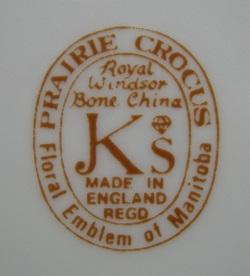 PRAIRIE CROCUS
Royal
Windsor
Bone China
K's
MADE IN
ENGLAND
REGD
Floral Emblem of Manitoba